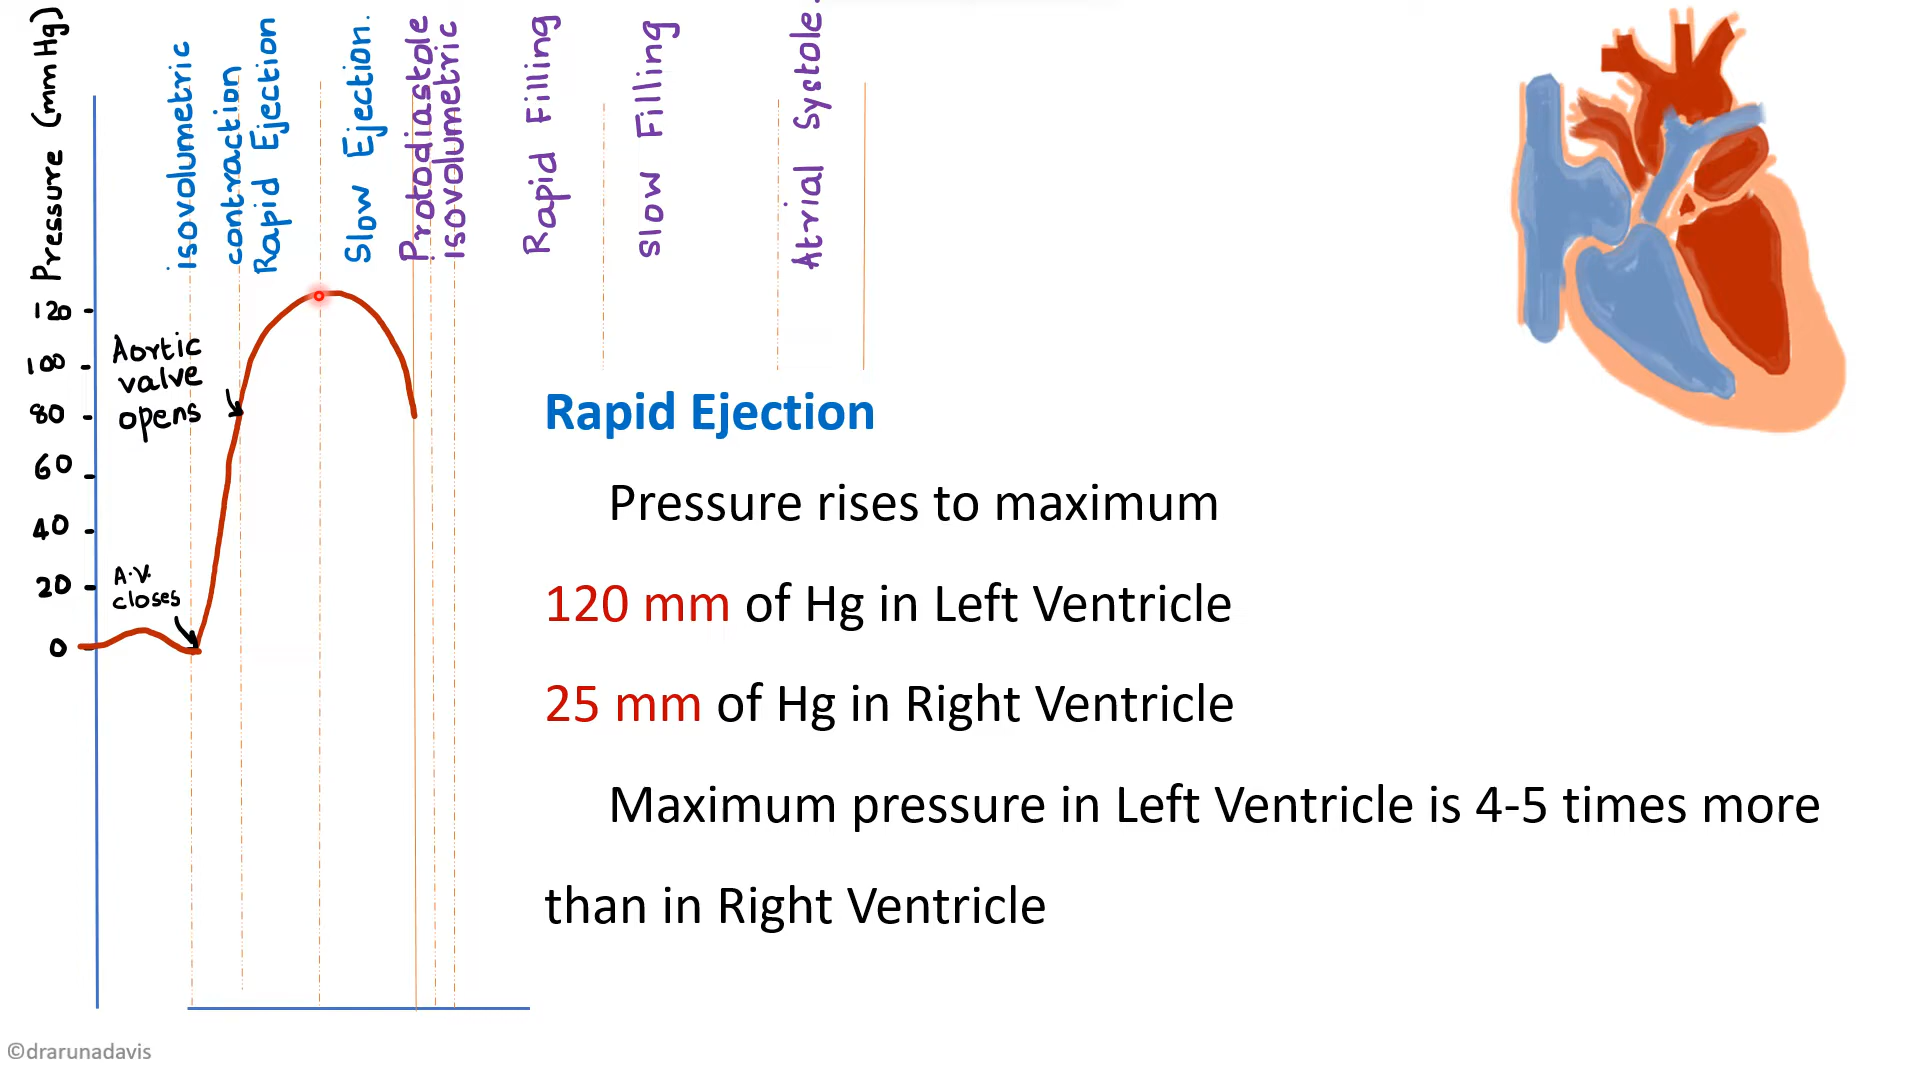 Pressure (mm Hg)
isovolumetric
contraction
Rapid Ejection
Slow Ejection.
Protodiastole
isovolumetric
Rapid Filling
Slow Filling
Atrial Systole.
120
100
80
60
40
20
0
Aortic
valve
opens
A.V.
closes
Rapid Ejection
Pressure rises to maximum
120 mm of Hg in Left Ventricle
25 mm of Hg in Right Ventricle
Maximum pressure in Left Ventricle is 4-5 times more
than in Right Ventricle
©drarunadavis